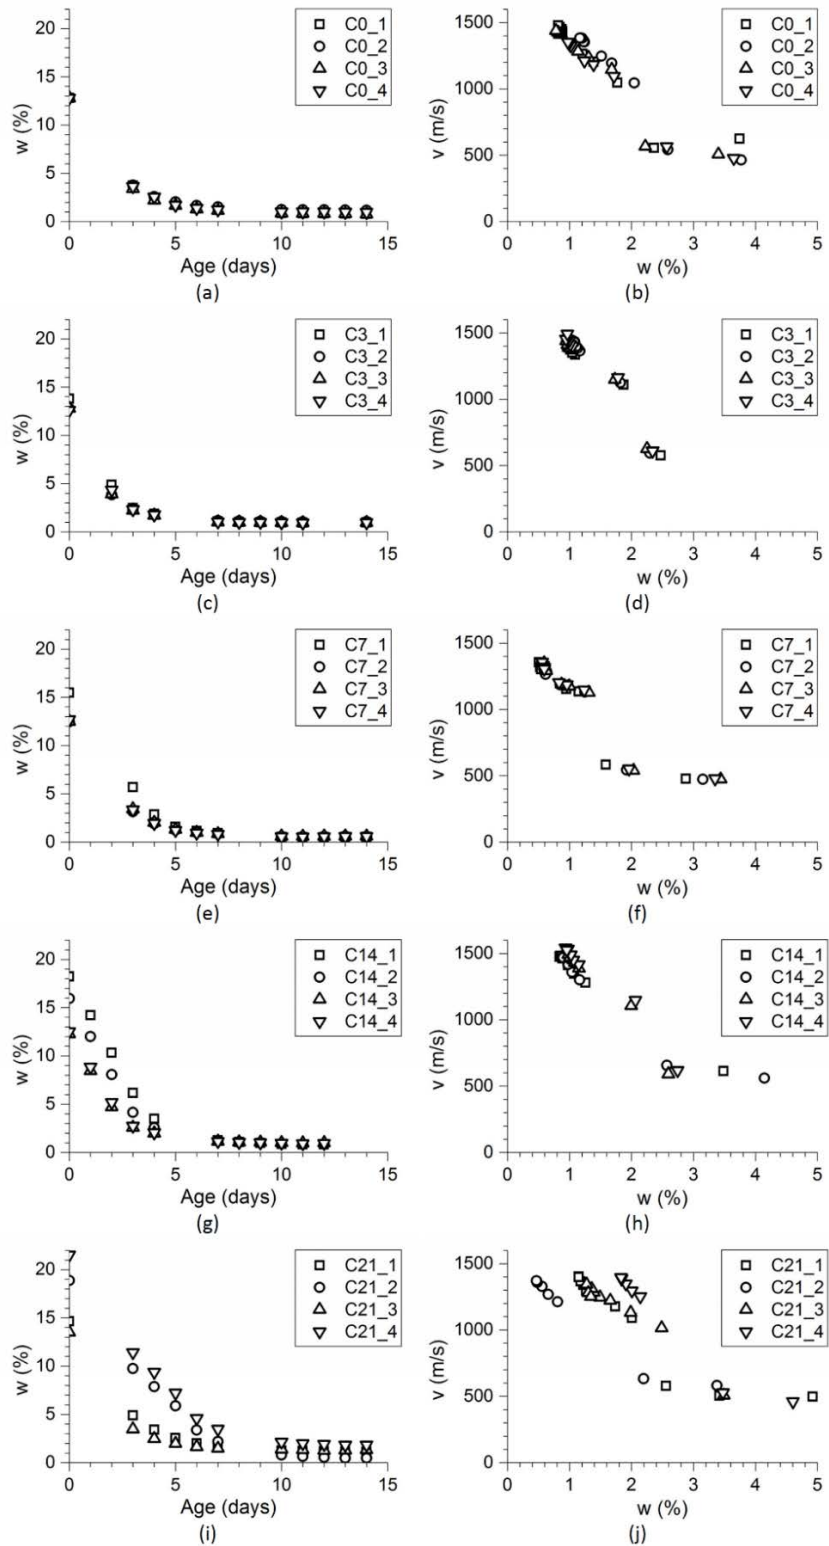 20
15
10
5
0
w (%)
C0_1
C0_2
C0_3
C0_4
0 5 10 15
Age (days)
(a)
1500
1000
500
0
v (m/s)
C0_1
C0_2
C0_3
C0_4
0 1 2 3 4 5
w (%)
(b)
20
15
10
5
0
w (%)
C3_1
C3_2
C3_3
C3_4
0 5 10 15
Age (days)
(c)
1500
1000
500
0
v (m/s)
C3_1
C3_2
C3_3
C3_4
0 1 2 3 4 5
w (%)
(d)
20
15
10
5
0
w (%)
C7_1
C7_2
C7_3
C7_4
0 5 10 15
Age (days)
(e)
1500
1000
500
0
v (m/s)
C7_1
C7_2
C7_3
C7_4
0 1 2 3 4 5
w (%)
(f)
20
15
10
5
0
w (%)
C14_1
C14_2
C14_3
C14_4
0 5 10 15
Age (days)
(g)
1500
1000
500
0
v (m/s)
C14_1
C14_2
C14_3
C14_4
0 1 2 3 4 5
w (%)
(h)
20
15
10
5
0
w (%)
C21_1
C21_2
C21_3
C21_4
0 5 10 15
Age (days)
(i)
1500
1000
500
0
v (m/s)
C21_1
C21_2
C21_3
C21_4
0 1 2 3 4 5
w (%)
(j)